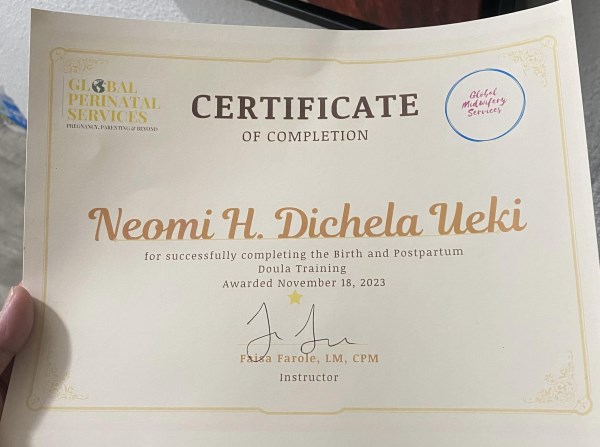 GLOBAL
PERINATAL
SERVICES
PREGNANCY, PARENTING & BEYOND
CERTIFICATE
OF COMPLETION
Global
Midwifery
Services
Neomi H. Dichela Ueki
for successfully completing the Birth and Postpartum
Doula Training
Awarded November 18, 2023
Faisa Farole, LM, CPM
Instructor